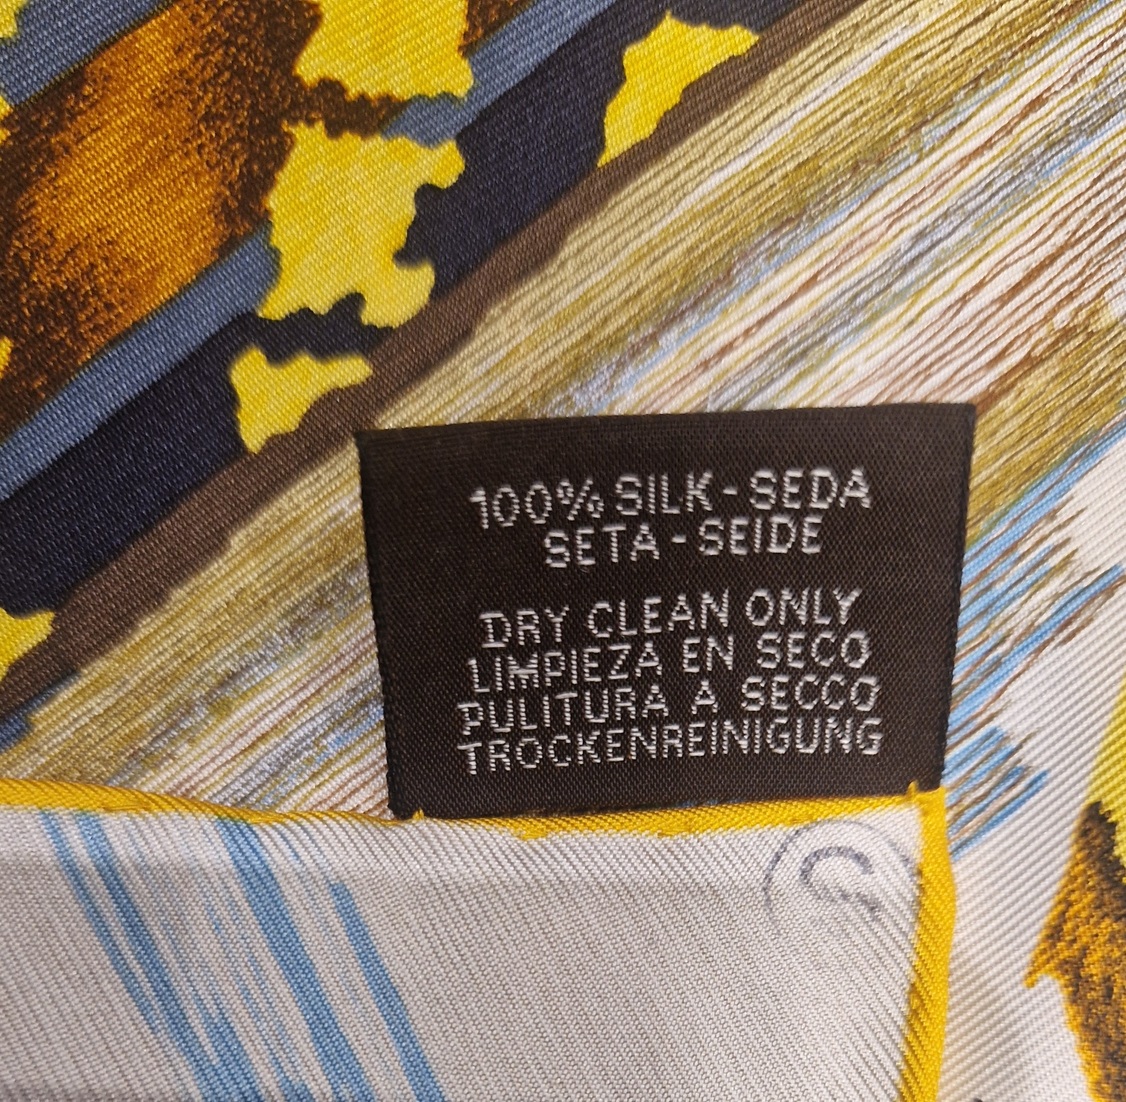 100% SILK - SEDA
SETA - SEIDE
DRY CLEAN ONLY
LIMPIEZA EN SECO
PULITURA A SECCO
TROCKENREINIGUNG